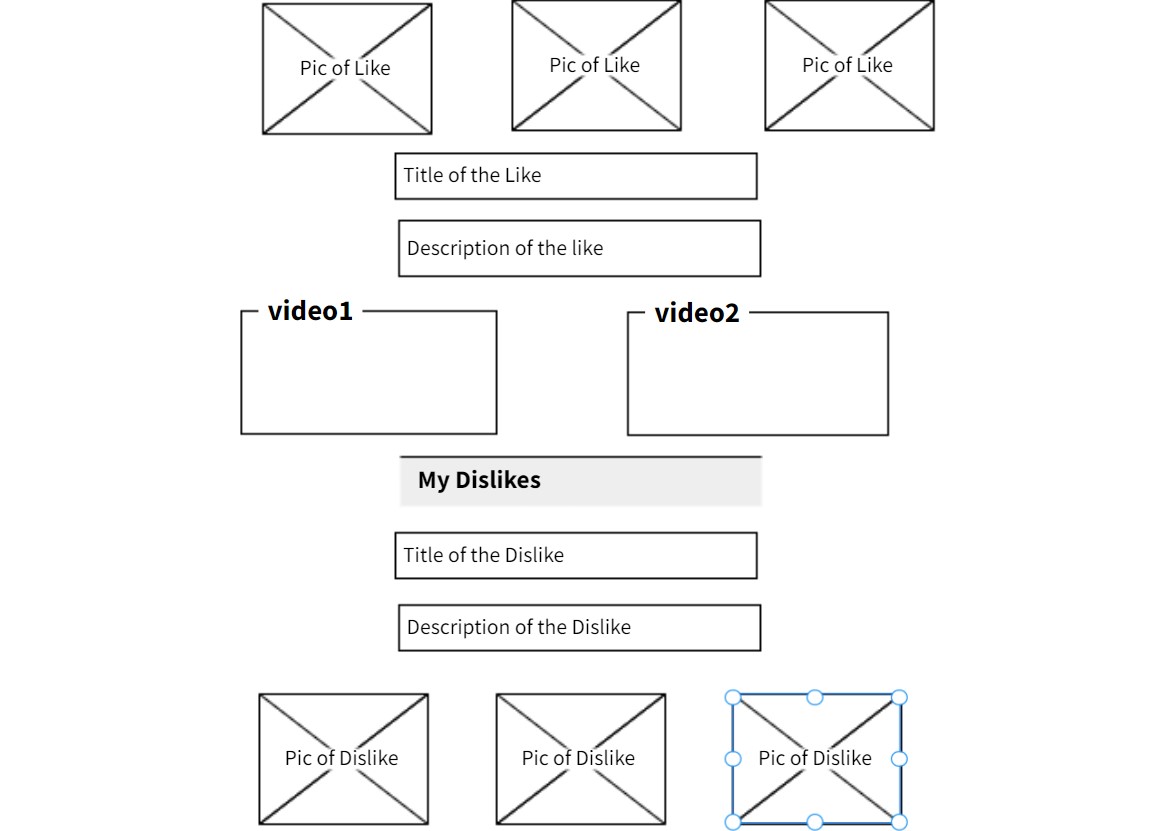 Pic of Like
Pic of Like
Pic of Like
Title of the Like
Description of the like
video1
video2
My Dislikes
Title of the Dislike
Description of the Dislike
Pic of Dislike
Pic of Dislike
Pic of Dislike